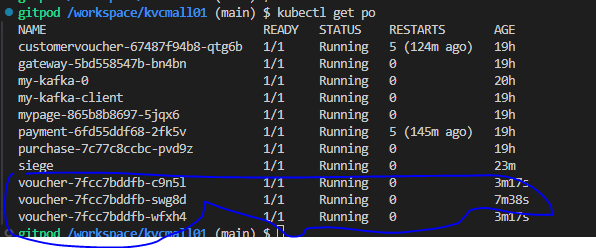 gitpod /workspace/kvcmall01 (main) $ kubectl get po
NAME READY STATUS RESTARTS AGE
customervoucher-67487f94b8-qtg6b 1/1 Running 5 (124m ago) 19h
gateway-5bd558547b-bn4bn 1/1 Running 0 19h
my-kafka-0 1/1 Running 0 20h
my-kafka-client 1/1 Running 0 19h
mypage-865b8b8697-5jqx6 1/1 Running 0 19h
payment-6fd55ddf68-2fk5v 1/1 Running 5 (145m ago) 19h
purchase-7c77c8ccbc-pvd9z 1/1 Running 0 19h
siege 1/1 Running 0 23m
voucher-7fcc7bddfb-c9n5l 1/1 Running 0 3m17s
voucher-7fcc7bddfb-swg8d 1/1 Running 0 7m38s
voucher-7fcc7bddfb-wfxh4 1/1 Running 0 3m17s
gitpod /workspace/kvcmall01 (main) $